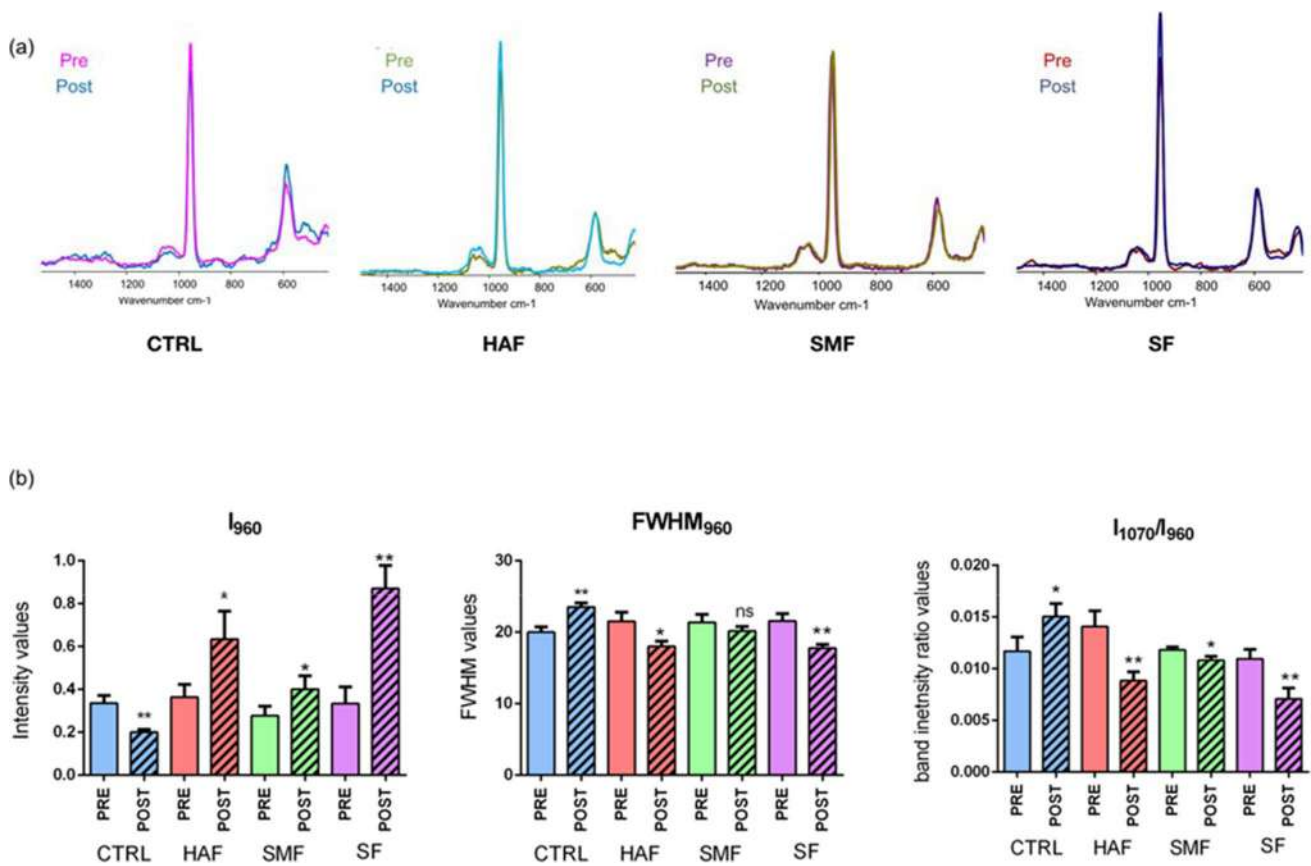 (a)
Pre
Post
1400 1200 1000 800 600
Wavenumber cm-1
CTRL
Pre
Post
1400 1200 1000 800 600
Wavenumber cm-1
HAF
Pre
Post
1400 1200 1000 800 600
Wavenumber cm-1
SMF
Pre
Post
1400 1200 1000 800 600
Wavenumber cm-1
SF
(b)
I960
Intensity values
1.0
0.8
0.6
0.4
0.2
0.0
** * * **
PRE POST PRE POST PRE POST PRE POST
CTRL HAF SMF SF
FWHM960
FWHM values
30
20
10
0
** * ns **
PRE POST PRE POST PRE POST PRE POST
CTRL HAF SMF SF
I1070/I960
band inetnsity ratio values
0.020
0.015
0.010
0.005
0.000
* ** * **
PRE POST PRE POST PRE POST PRE POST
CTRL HAF SMF SF